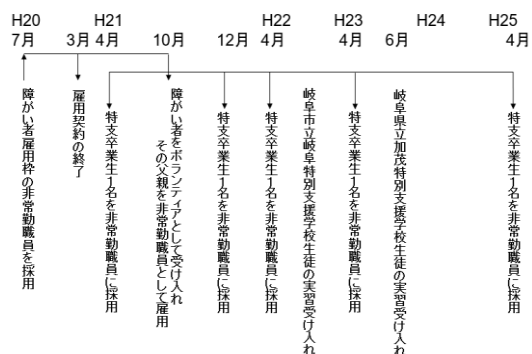 H20
H21
H22
H23
H24
H25
7月
3月
4月
10月
12月
4月
4月
6月
4月
障がい者雇用枠の非常勤職員を採用
雇用契約の終了
特支卒業生1名を非常勤職員に採用
障がい者をボランティアとして受け入れ
その父親を非常勤職員として雇用
特支卒業生1名を非常勤職員に採用
特支卒業生1名を非常勤職員に採用
岐阜市立岐阜特別支援学校生徒の実習受け入れ
特支卒業生1名を非常勤職員に採用
岐阜県立加茂特別支援学校生徒の実習受け入れ
特支卒業生1名を非常勤職員に採用